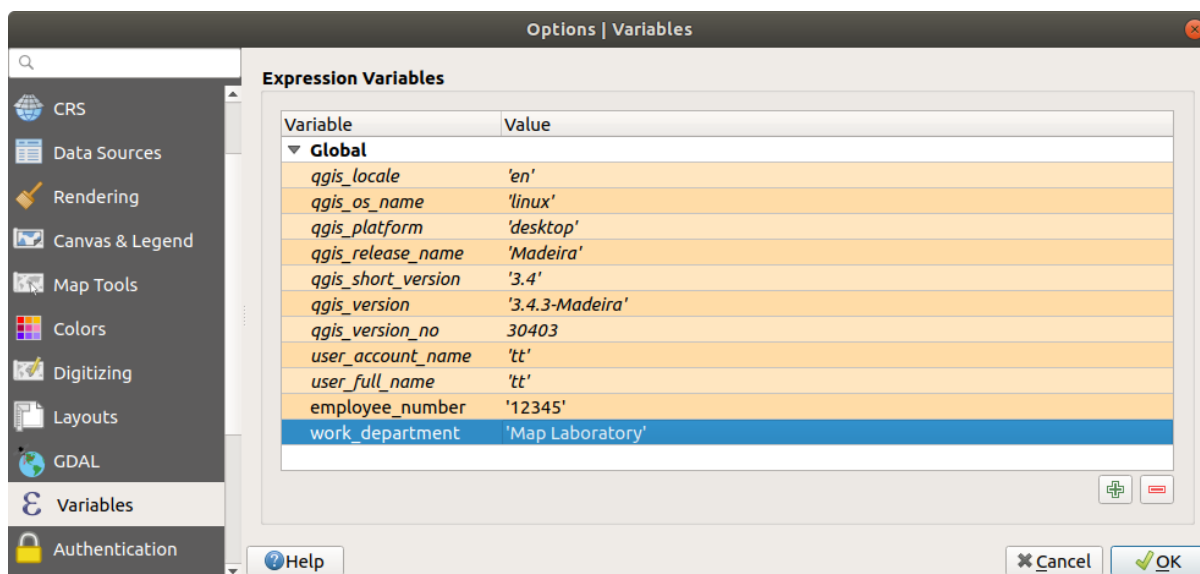 Options | Variables
CRS
Data Sources
Rendering
Canvas & Legend
Map Tools
Colors
Digitizing
Layouts
GDAL
Variables
Authentication
Expression Variables
Variable Value
Global
qgis_locale 'en'
qgis_os_name 'linux'
qgis_platform 'desktop'
qgis_release_name 'Madeira'
qgis_short_version '3.4'
qgis_version '3.4.3-Madeira'
qgis_version_no 30403
user_account_name 'tt'
user_full_name 'tt'
employee_number '12345'
work_department 'Map Laboratory'
Help Cancel OK